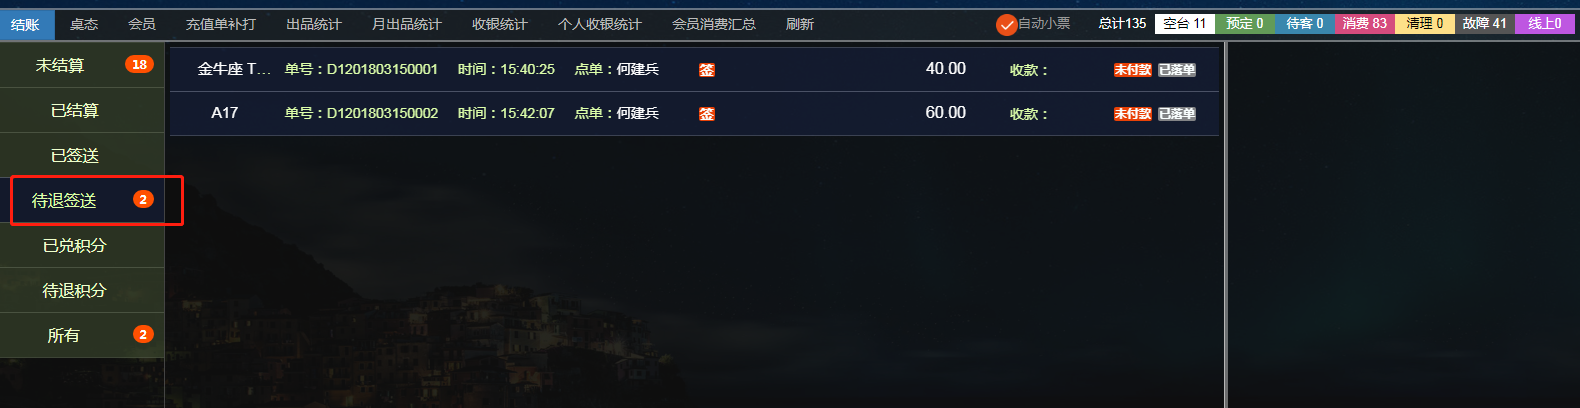 结账 桌态 会员 充值单补打 出品统计 月出品统计 收银统计 个人收银统计 会员消费汇总 刷新 自动小票 总计135 空台 11 预定 0 待客 0 消费 83 清理 0 故障 41 线上0
未结算 18
已结算
已签送
待退签送 2
已兑积分
待退积分
所有 2
金牛座 T... 单号：D1201803150001 时间：15:40:25 点单：何建兵 签 40.00 收款： 未付款 已落单
A17 单号：D1201803150002 时间：15:42:07 点单：何建兵 签 60.00 收款： 未付款 已落单